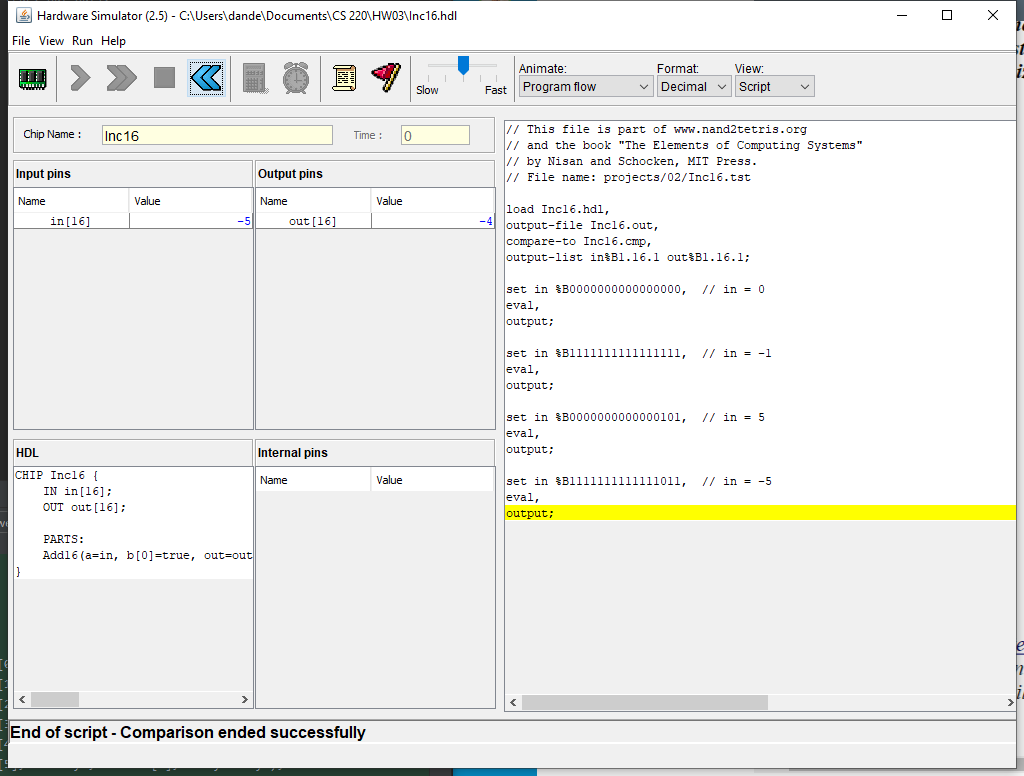 Hardware Simulator (2.5) - C:\Users\dande\Documents\CS 220\HW03\Inc16.hdl
File View Run Help
Slow Fast
Animate: Format: View:
Program flow Decimal Script
Chip Name : Inc16 Time : 0
Input pins
Name Value
in[16] -5
Output pins
Name Value
out[16] -4
HDL
CHIP Inc16 {
IN in[16];
OUT out[16];
PARTS:
Add16(a=in, b[0]=true, out=out
}
Internal pins
Name Value
// This file is part of www.nand2tetris.org
// and the book "The Elements of Computing Systems"
// by Nisan and Schocken, MIT Press.
// File name: projects/02/Inc16.tst
load Inc16.hdl,
output-file Inc16.out,
compare-to Inc16.cmp,
output-list in%B1.16.1 out%B1.16.1;
set in %B0000000000000000, // in = 0
eval,
output;
set in %B1111111111111111, // in = -1
eval,
output;
set in %B0000000000000101, // in = 5
eval,
output;
set in %B1111111111111011, // in = -5
eval,
output;
End of script - Comparison ended successfully